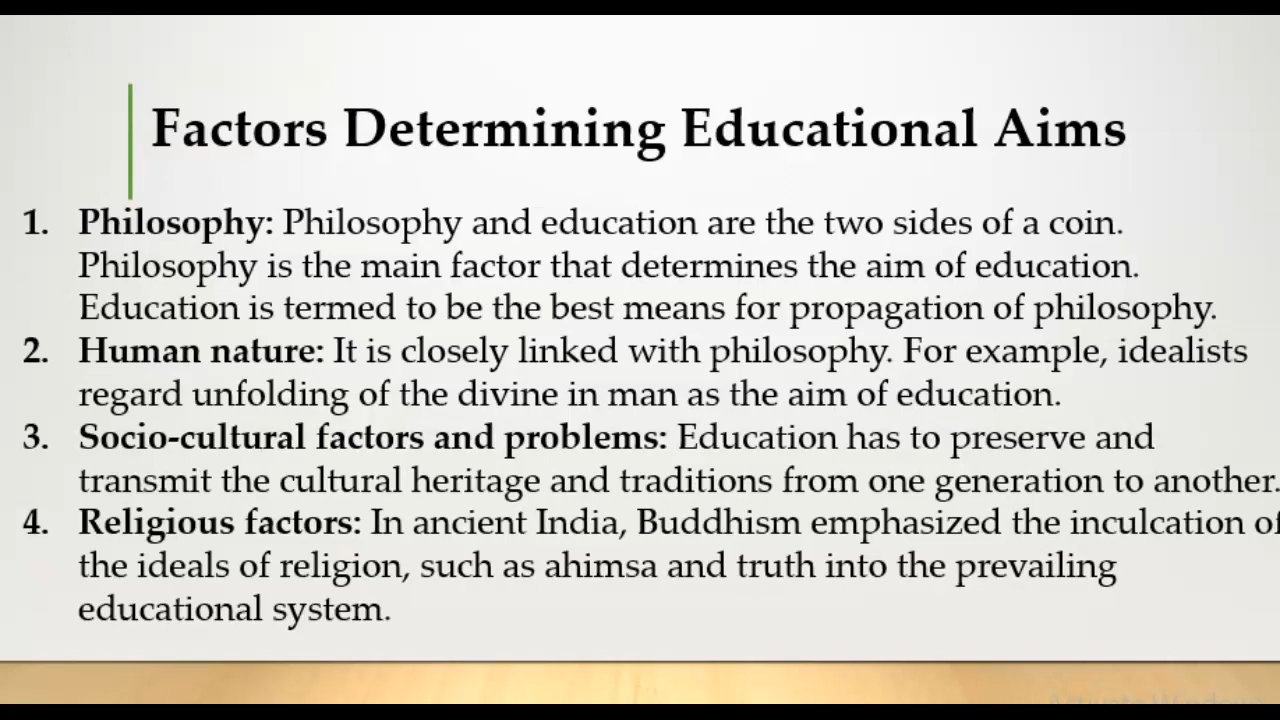 Factors Determining Educational Aims
1. Philosophy: Philosophy and education are the two sides of a coin.
Philosophy is the main factor that determines the aim of education.
Education is termed to be the best means for propagation of philosophy.
2. Human nature: It is closely linked with philosophy. For example, idealists
regard unfolding of the divine in man as the aim of education.
3. Socio-cultural factors and problems: Education has to preserve and
transmit the cultural heritage and traditions from one generation to another.
4. Religious factors: In ancient India, Buddhism emphasized the inculcation of
the ideals of religion, such as ahimsa and truth into the prevailing
educational system.